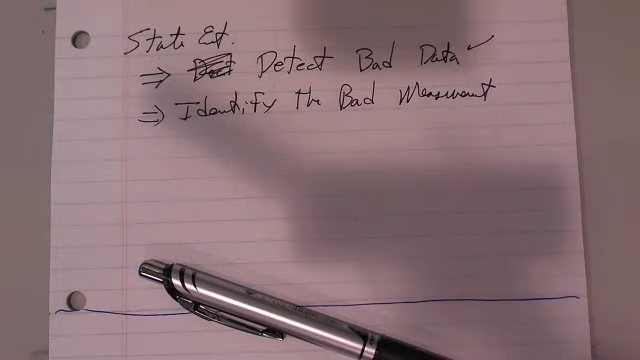 State Est.
⇒ Detect Bad Data ✓
⇒ Identify the Bad Measurement